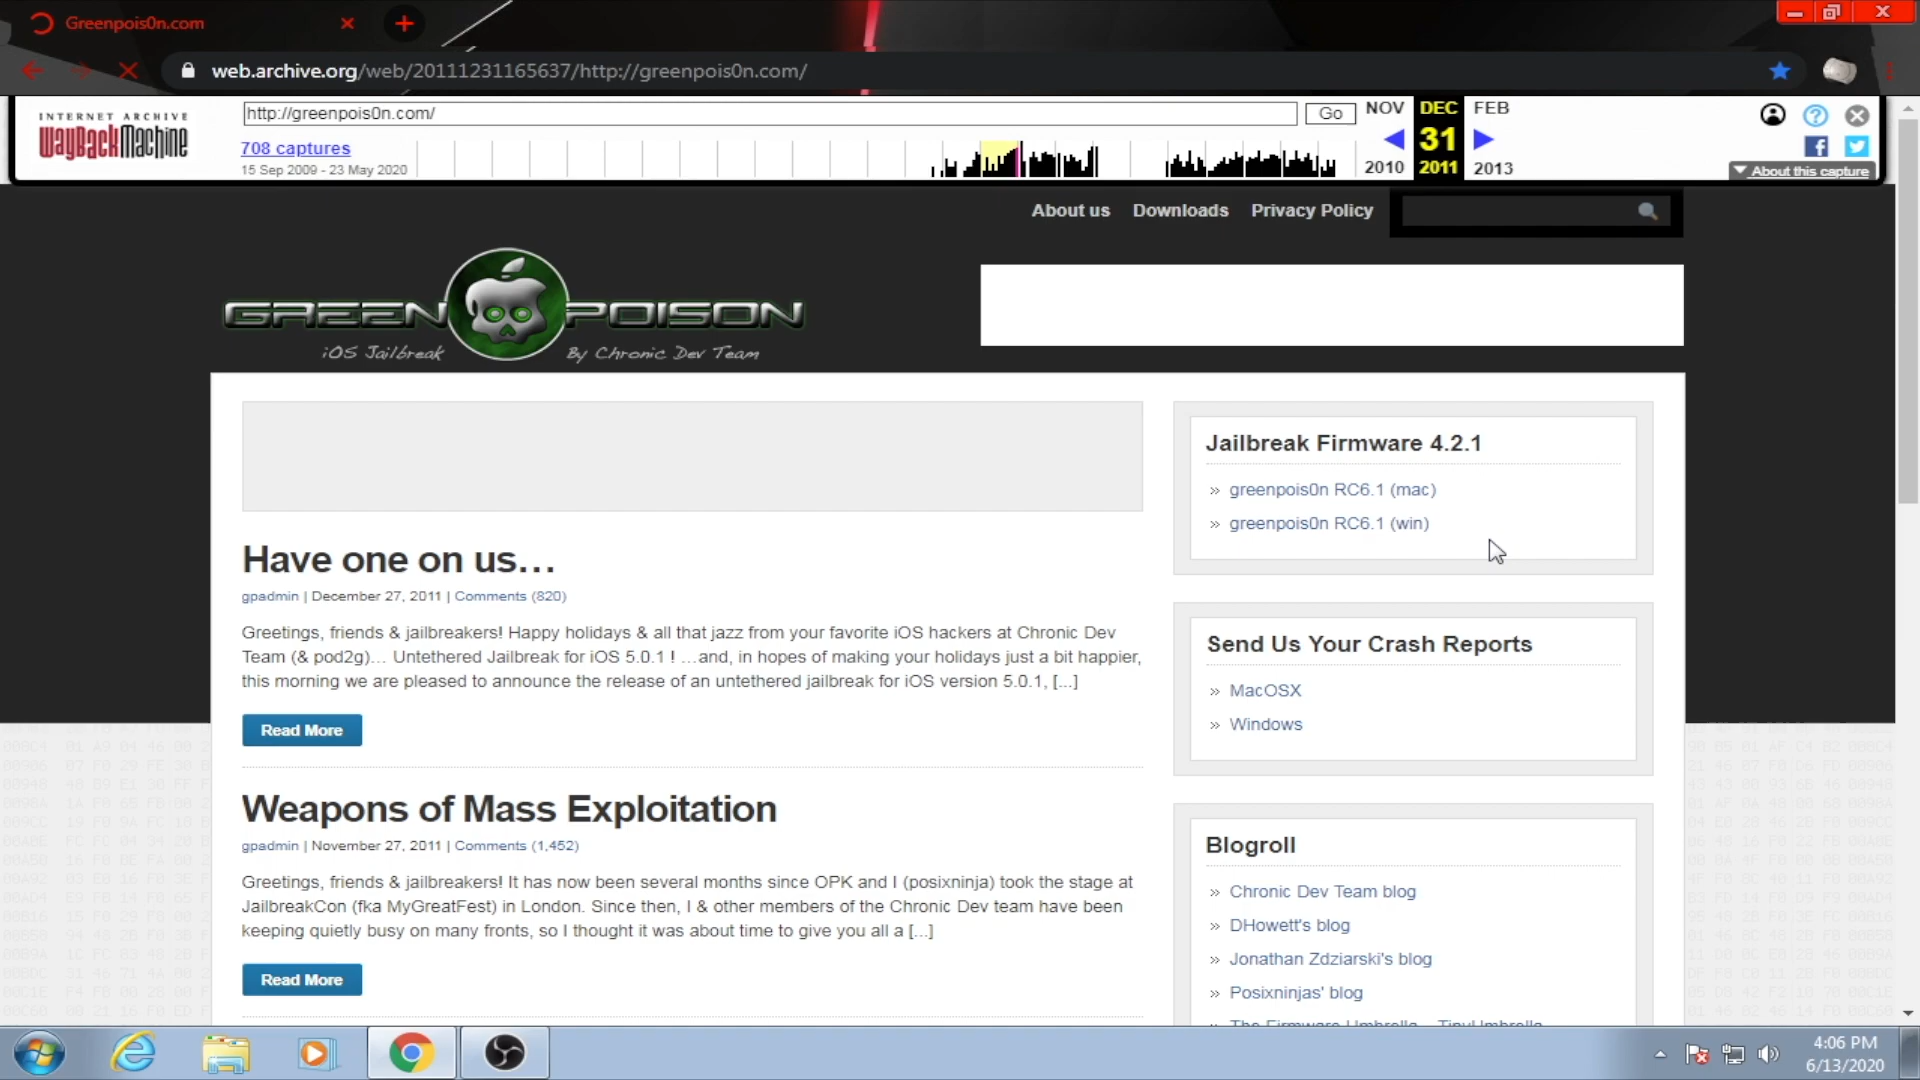 Greenpois0n.com
web.archive.org/web/20111231165637/http://greenpois0n.com/
INTERNET ARCHIVE
WayBackMachine
http://greenpois0n.com/
Go
NOV
DEC
FEB
708 captures
15 Sep 2009 - 23 May 2020
31
2010
2011
2013
About this capture
About us
Downloads
Privacy Policy
GREEN POISON
iOS Jailbreak
By Chronic Dev Team
Have one on us…
gpadmin | December 27, 2011 | Comments (820)
Greetings, friends & jailbreakers! Happy holidays & all that jazz from your favorite iOS hackers at Chronic Dev
Team (& pod2g)… Untethered Jailbreak for iOS 5.0.1 ! …and, in hopes of making your holidays just a bit happier,
this morning we are pleased to announce the release of an untethered jailbreak for iOS version 5.0.1, [...]
Read More
Weapons of Mass Exploitation
gpadmin | November 27, 2011 | Comments (1,452)
Greetings, friends & jailbreakers! It has now been several months since OPK and I (posixninja) took the stage at
JailbreakCon (fka MyGreatFest) in London. Since then, I & other members of the Chronic Dev team have been
keeping quietly busy on many fronts, so I thought it was about time to give you all a [...]
Read More
Jailbreak Firmware 4.2.1
» greenpois0n RC6.1 (mac)
» greenpois0n RC6.1 (win)
Send Us Your Crash Reports
» MacOSX
» Windows
Blogroll
» Chronic Dev Team blog
» DHowett's blog
» Jonathan Zdziarski's blog
» Posixninjas' blog
» The Firmware Umbrella – TinyUmbrella
4:06 PM
6/13/2020